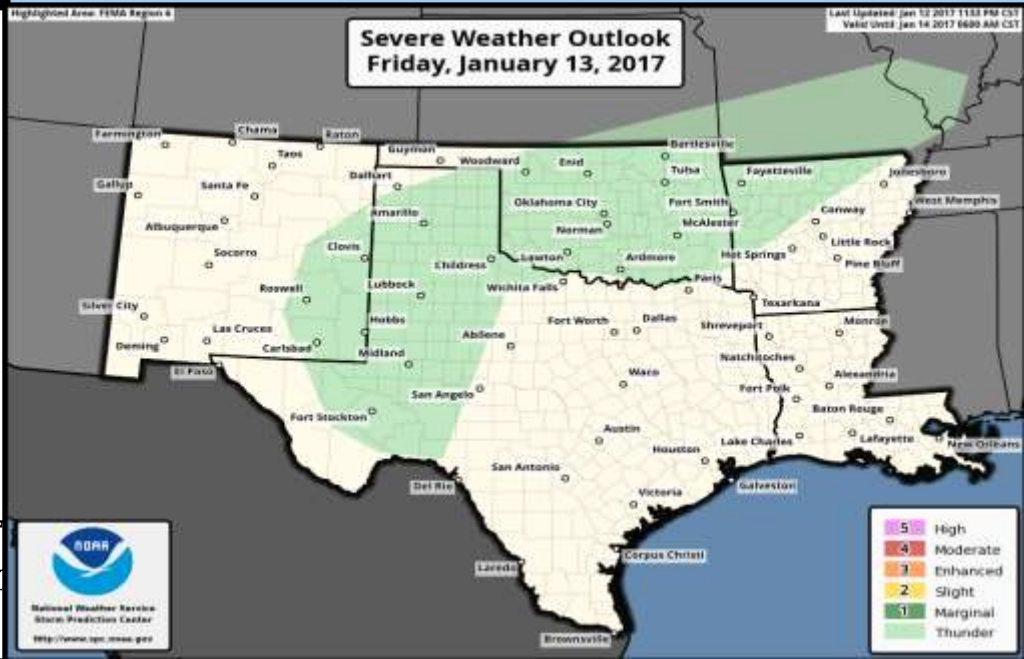 Highlighted Area: FEMA Region 6
Last Updated: Jan 12 2017 1133 PM CST
Valid Until: Jan 14 2017 0600 AM CST
Severe Weather Outlook
Friday, January 13, 2017
Farmington
Chama
Raton
Taos
Guymon
Woodward
Enid
Bartlesville
Dalhart
Tulsa
Fayetteville
Jonesboro
Gallup
Santa Fe
Amarillo
Oklahoma City
Fort Smith
West Memphis
Albuquerque
Norman
McAlester
Conway
Socorro
Clovis
Childress
Lawton
Ardmore
Hot Springs
Little Rock
Pine Bluff
Roswell
Lubbock
Wichita Falls
Paris
Texarkana
Silver City
Las Cruces
Hobbs
Abilene
Fort Worth
Dallas
Shreveport
Monroe
Deming
Carlsbad
Midland
Natchitoches
El Paso
San Angelo
Waco
Fort Polk
Alexandria
Fort Stockton
Baton Rouge
Austin
Houston
Lake Charles
Lafayette
New Orleans
San Antonio
Del Rio
Victoria
Galveston
Corpus Christi
Laredo
Brownsville
NOAA
National Weather Service
Storm Prediction Center
http://www.spc.noaa.gov
5 High
4 Moderate
3 Enhanced
2 Slight
1 Marginal
Thunder